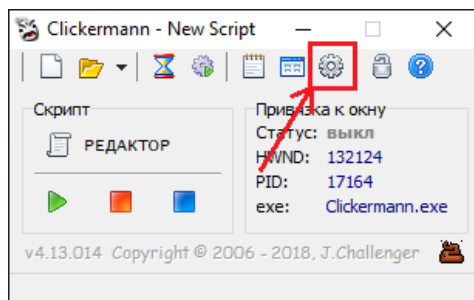 Clickermann - New Script
Скрипт
РЕДАКТОР
Привязка к окну
Статус: выкл
HWND: 132124
PID: 17164
exe: Clickermann.exe
v4.13.014 Copyright © 2006 - 2018, J.Challenger